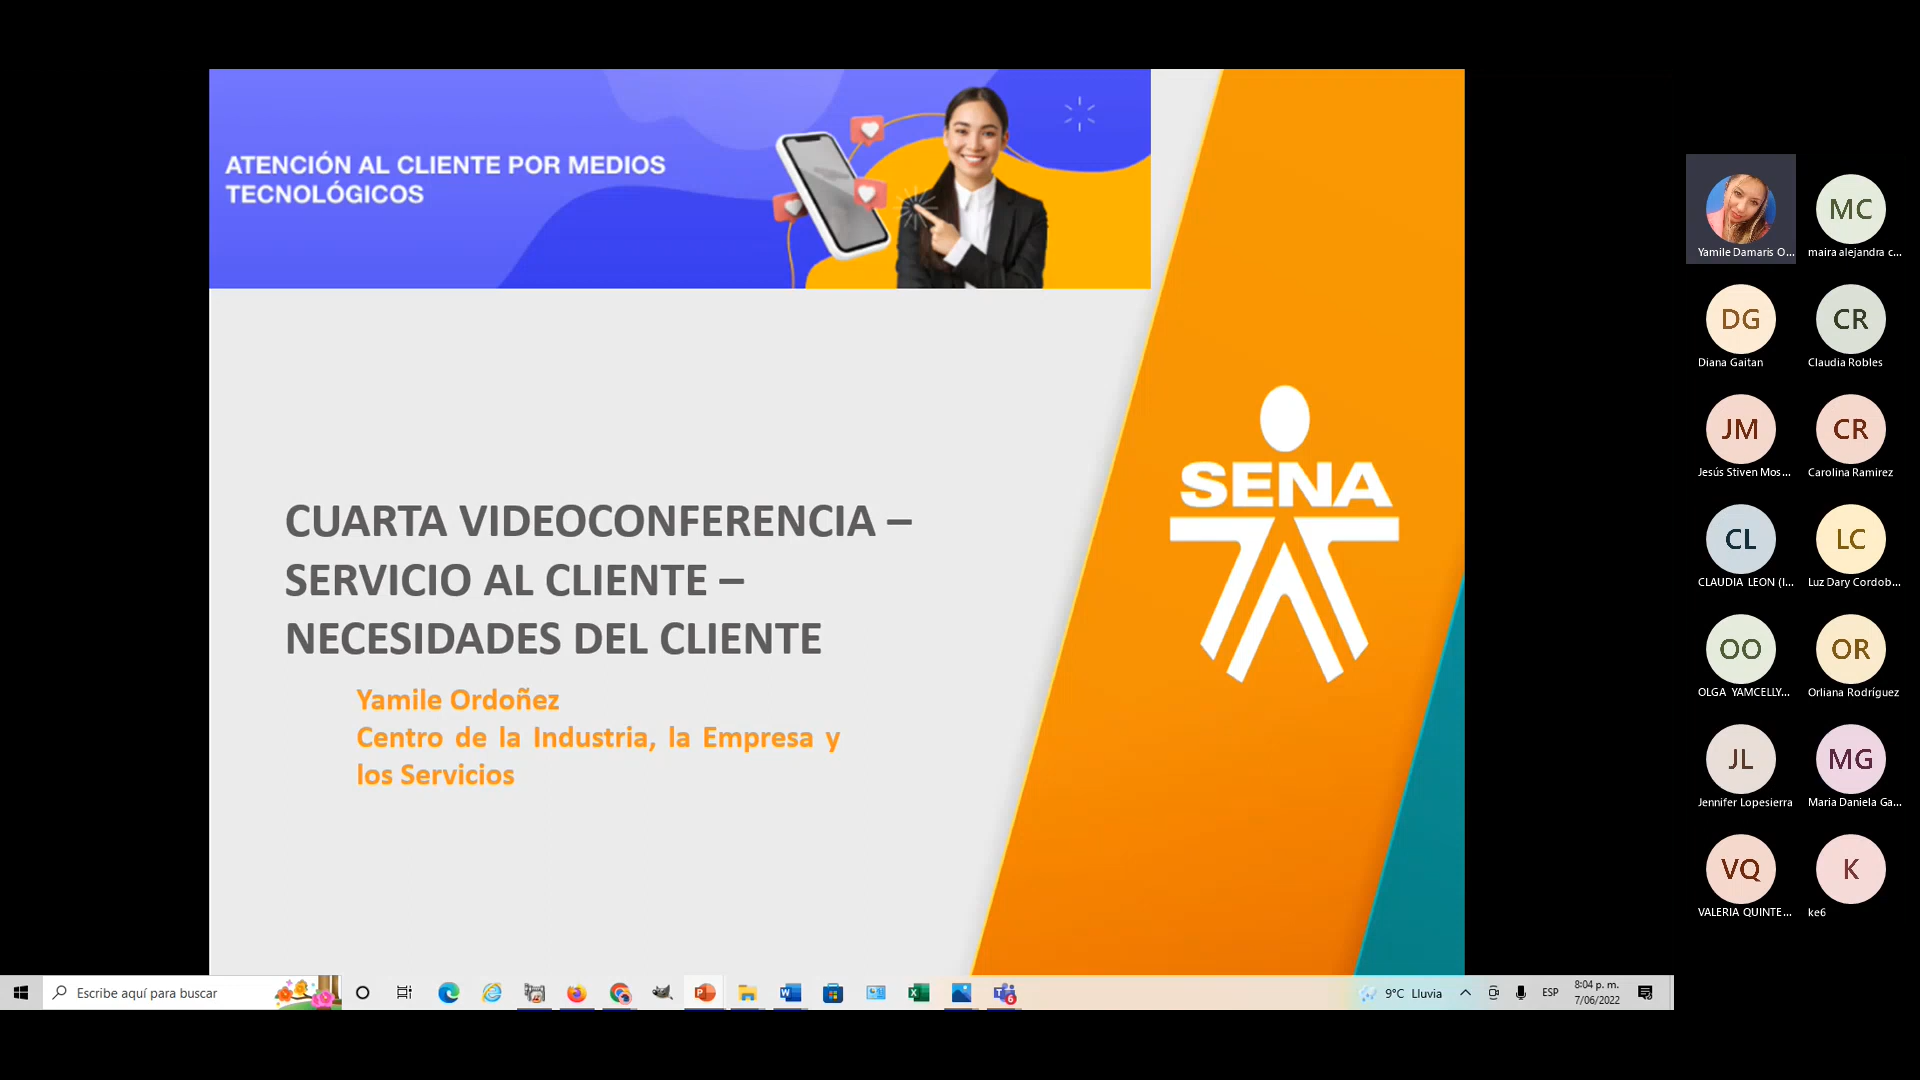 ATENCIÓN AL CLIENTE POR MEDIOS
TECNOLÓGICOS
CUARTA VIDEOCONFERENCIA –
SERVICIO AL CLIENTE –
NECESIDADES DEL CLIENTE
Yamile Ordoñez
Centro de la Industria, la Empresa y
los Servicios
SENA
Yamile Damaris O...
MC
maira alejandra c...
DG
Diana Gaitan
CR
Claudia Robles
JM
Jesús Stiven Mos...
CR
Carolina Ramirez
CL
CLAUDIA LEON (I...
LC
Luz Dary Cordob...
OO
OLGA YAMCELLY...
OR
Orliana Rodríguez
JL
Jennifer Lopesierra
MG
Maria Daniela Ga...
VQ
VALERIA QUINTE...
K
ke6
Escribe aquí para buscar
6
9°C Lluvia
ESP
8:04 p. m.
7/06/2022